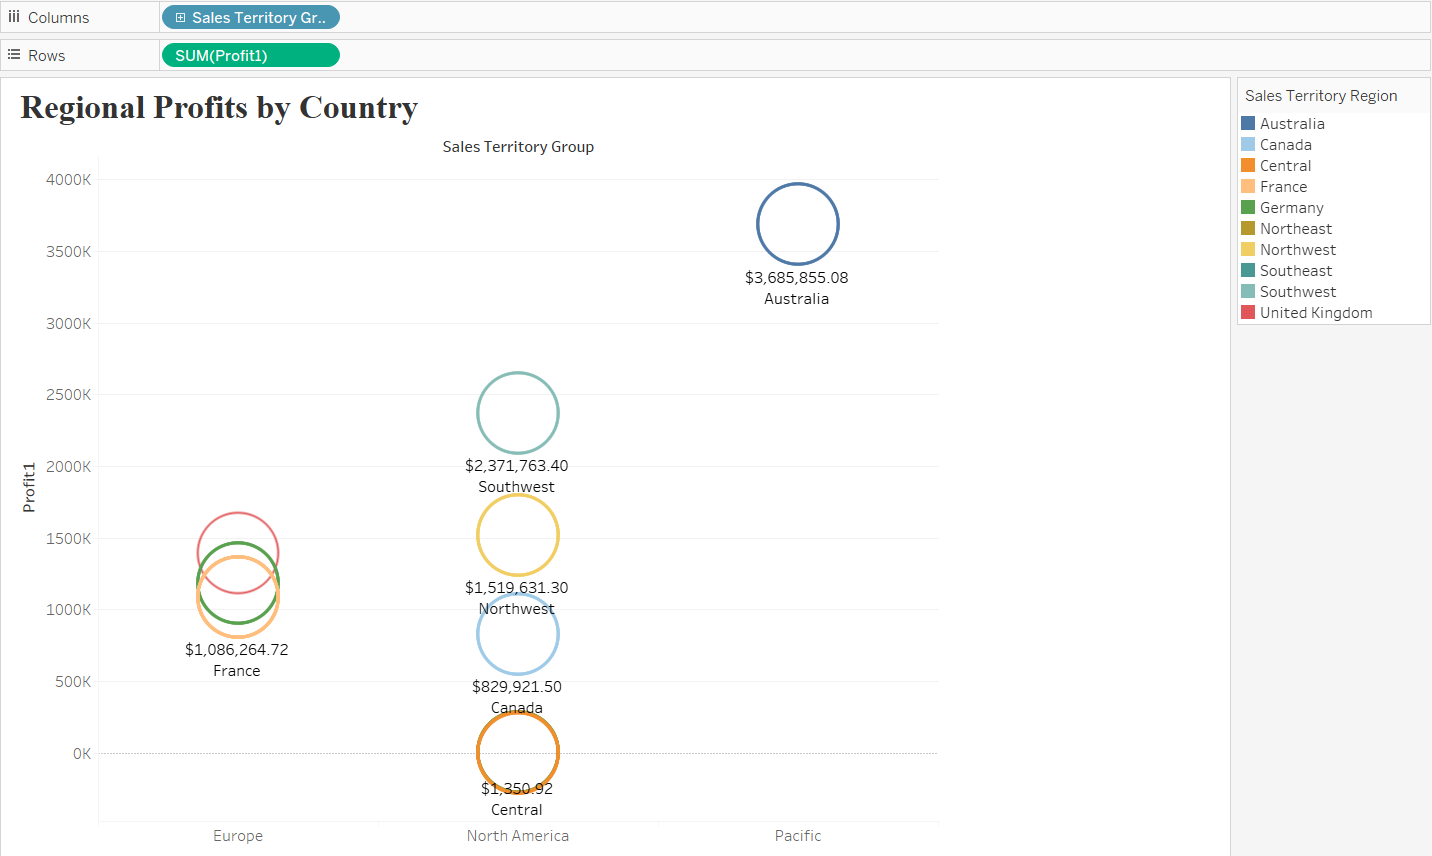 Columns
Sales Territory Gr..
Rows
SUM(Profit1)
Regional Profits by Country
Sales Territory Group
Profit1
4000K
3500K
3000K
2500K
2000K
1500K
1000K
500K
0K
$3,685,855.08
Australia
$2,371,763.40
Southwest
$1,519,631.30
Northwest
$1,086,264.72
France
$829,921.50
Canada
$1,350.92
Central
Europe
North America
Pacific
Sales Territory Region
Australia
Canada
Central
France
Germany
Northeast
Northwest
Southeast
Southwest
United Kingdom